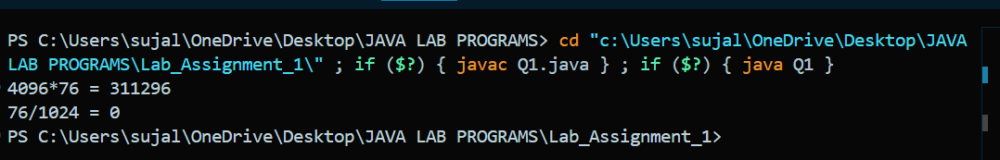 PS C:\Users\sujal\OneDrive\Desktop\JAVA LAB PROGRAMS> cd "c:\Users\sujal\OneDrive\Desktop\JAVA
LAB PROGRAMS\Lab_Assignment_1\" ; if ($?) { javac Q1.java } ; if ($?) { java Q1 }
4096*76 = 311296
76/1024 = 0
PS C:\Users\sujal\OneDrive\Desktop\JAVA LAB PROGRAMS\Lab_Assignment_1>